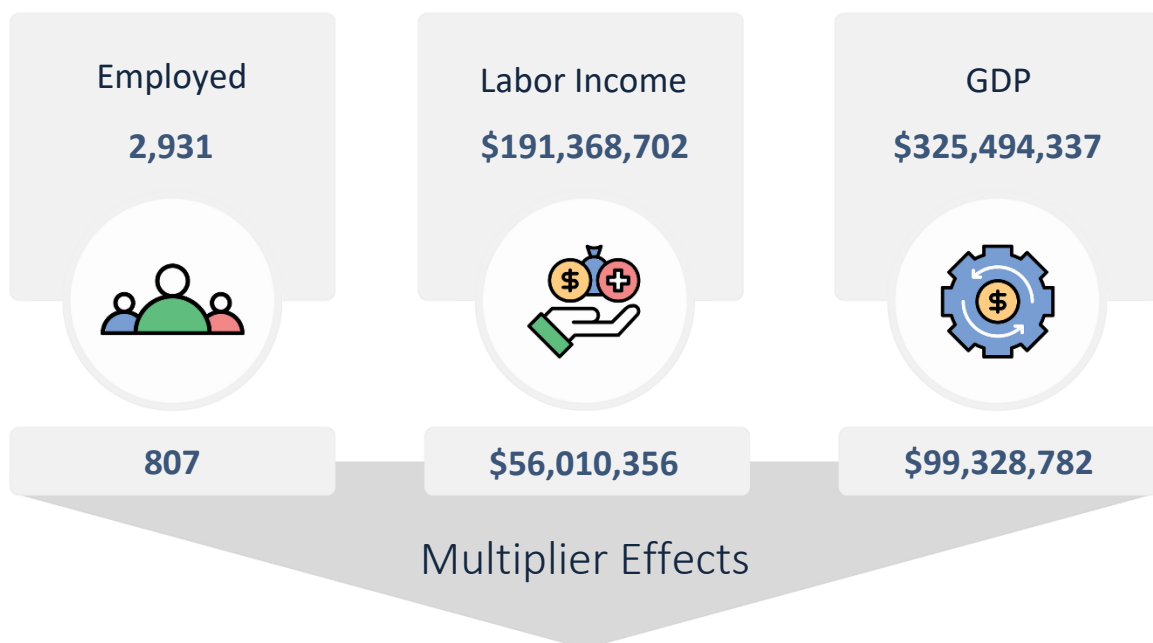 Employed
2,931
Labor Income
$191,368,702
GDP
$325,494,337
807
$56,010,356
$99,328,782
Multiplier Effects